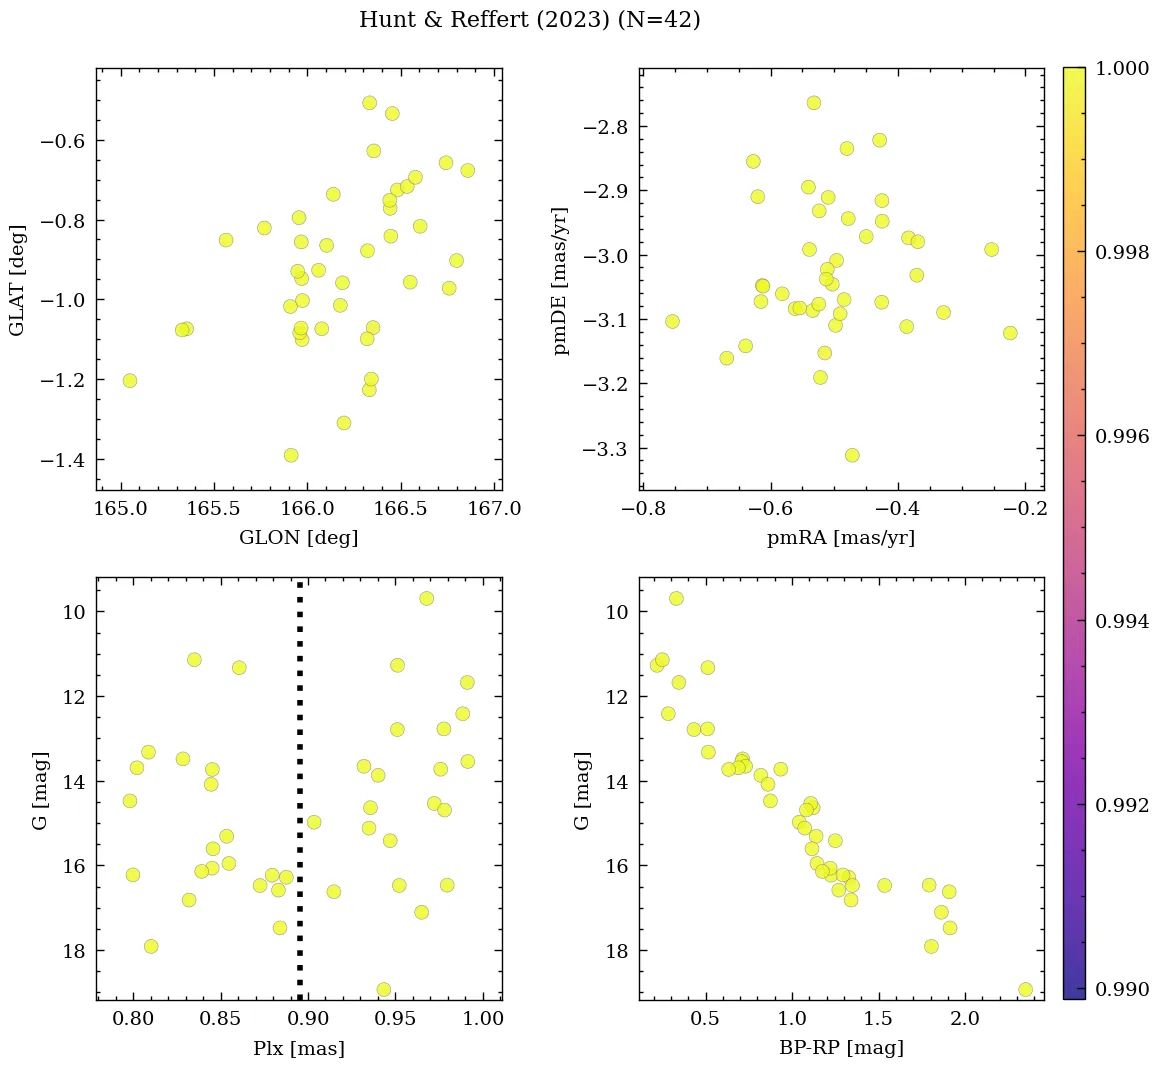 Hunt & Reffert (2023) (N=42)
−0.6
−0.8
−1.0
−1.2
−1.4
GLAT [deg]
165.0 165.5 166.0 166.5 167.0
GLON [deg]
−2.8
−2.9
−3.0
−3.1
−3.2
−3.3
pmDE [mas/yr]
−0.8 −0.6 −0.4 −0.2
pmRA [mas/yr]
10
12
14
16
18
G [mag]
0.80 0.85 0.90 0.95 1.00
Plx [mas]
10
12
14
16
18
G [mag]
0.5 1.0 1.5 2.0
BP-RP [mag]
1.000
0.998
0.996
0.994
0.992
0.990